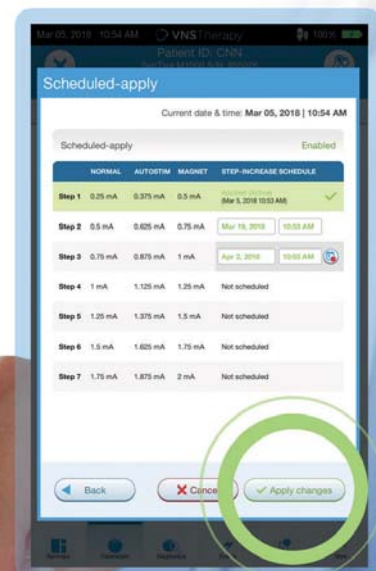 Mar 05, 2018 10:54 AM VNSTherapy 100%
Patient ID: CNN
Scheduled-apply
Current date & time: Mar 05, 2018 | 10:54 AM
Scheduled-apply Enabled
NORMAL AUTOSTIM MAGNET STEP-INCREASE SCHEDULE
Step 1 0.25 mA 0.375 mA 0.5 mA (Mar 5, 2018 10:53 AM)
Step 2 0.5 mA 0.625 mA 0.75 mA Mar 19, 2018 10:53 AM
Step 3 0.75 mA 0.875 mA 1 mA Apr 2, 2018 10:53 AM
Step 4 1 mA 1.125 mA 1.25 mA Not scheduled
Step 5 1.25 mA 1.375 mA 1.5 mA Not scheduled
Step 6 1.5 mA 1.625 mA 1.75 mA Not scheduled
Step 7 1.75 mA 1.875 mA 2 mA Not scheduled
Back Cancel Apply changes